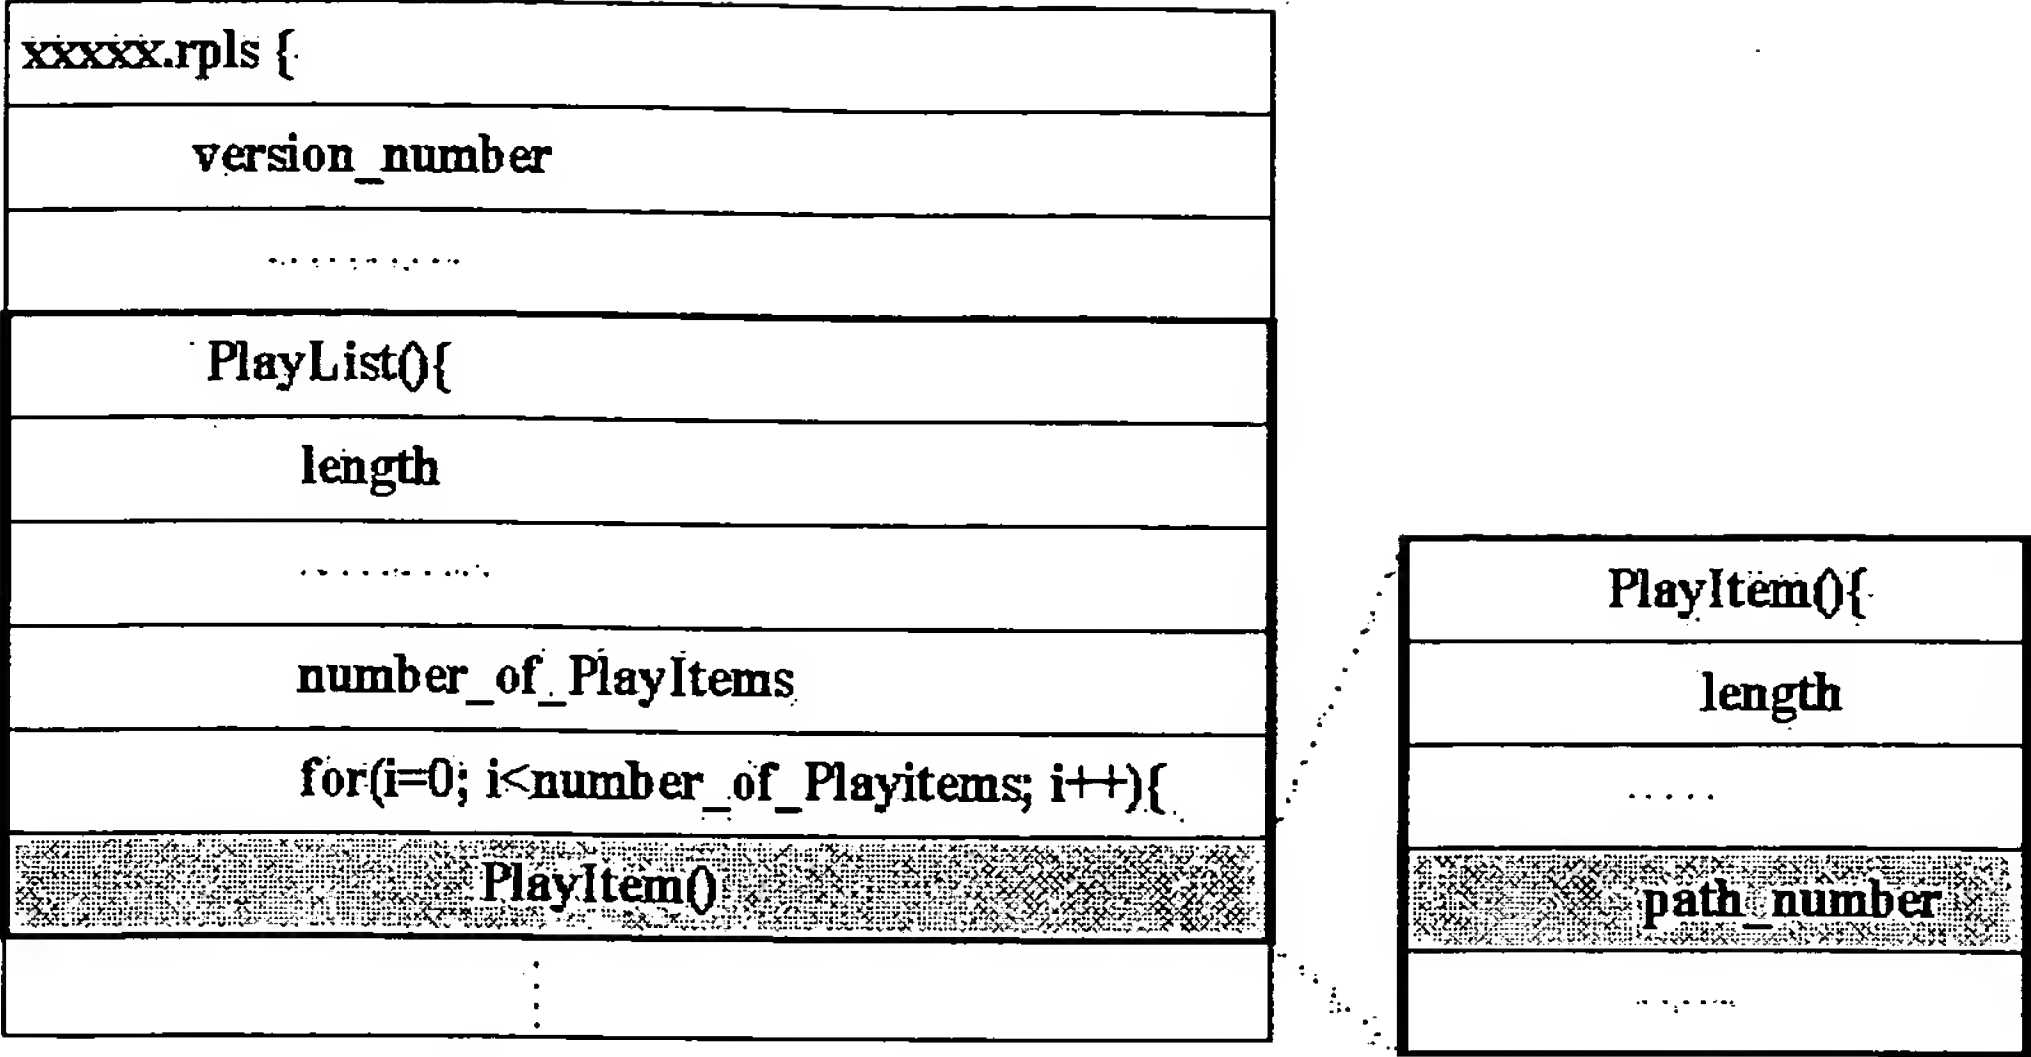 xxxxx.rpls {
version_number
..........
PlayList(){
length
..........
number_of_PlayItems
for(i=0; i<number_of_Playitems; i++){
PlayItem()
PlayItem(){
length
.....
path_number
......